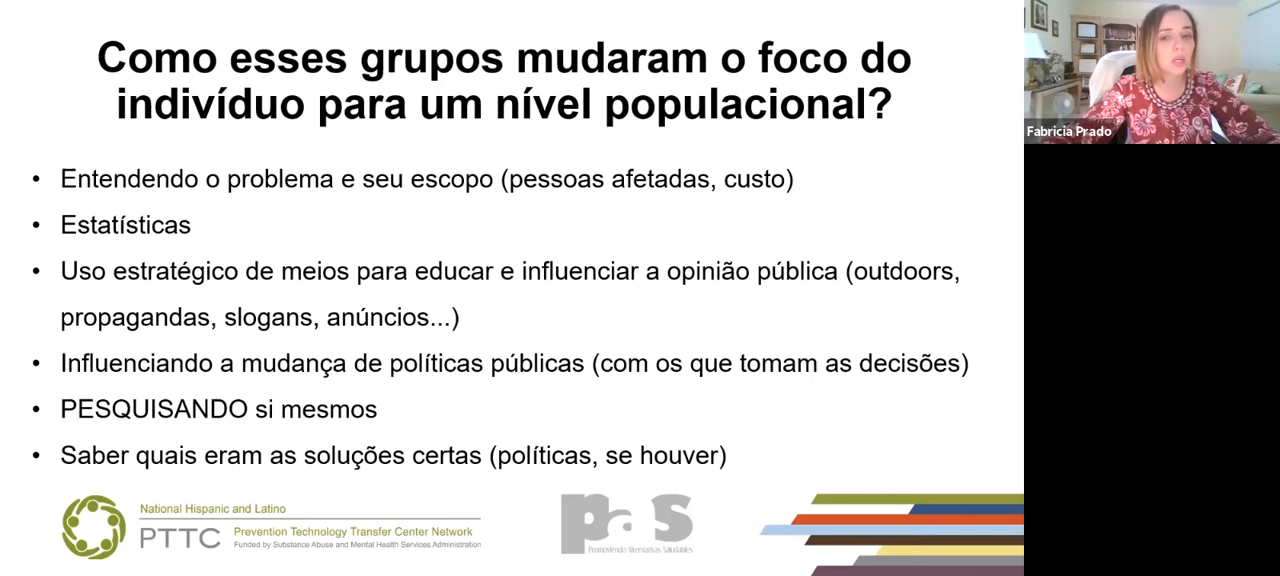 Como esses grupos mudaram o foco do
indivíduo para um nível populacional?
• Entendendo o problema e seu escopo (pessoas afetadas, custo)
• Estatísticas
• Uso estratégico de meios para educar e influenciar a opinião pública (outdoors,
propagandas, slogans, anúncios...)
• Influenciando a mudança de políticas públicas (com os que tomam as decisões)
• PESQUISANDO si mesmos
• Saber quais eram as soluções certas (políticas, se houver)
National Hispanic and Latino
PTTC Prevention Technology Transfer Center Network
Funded by Substance Abuse and Mental Health Services Administration
pas
Promoviendo Alternativas Saludables
Fabricia Prado